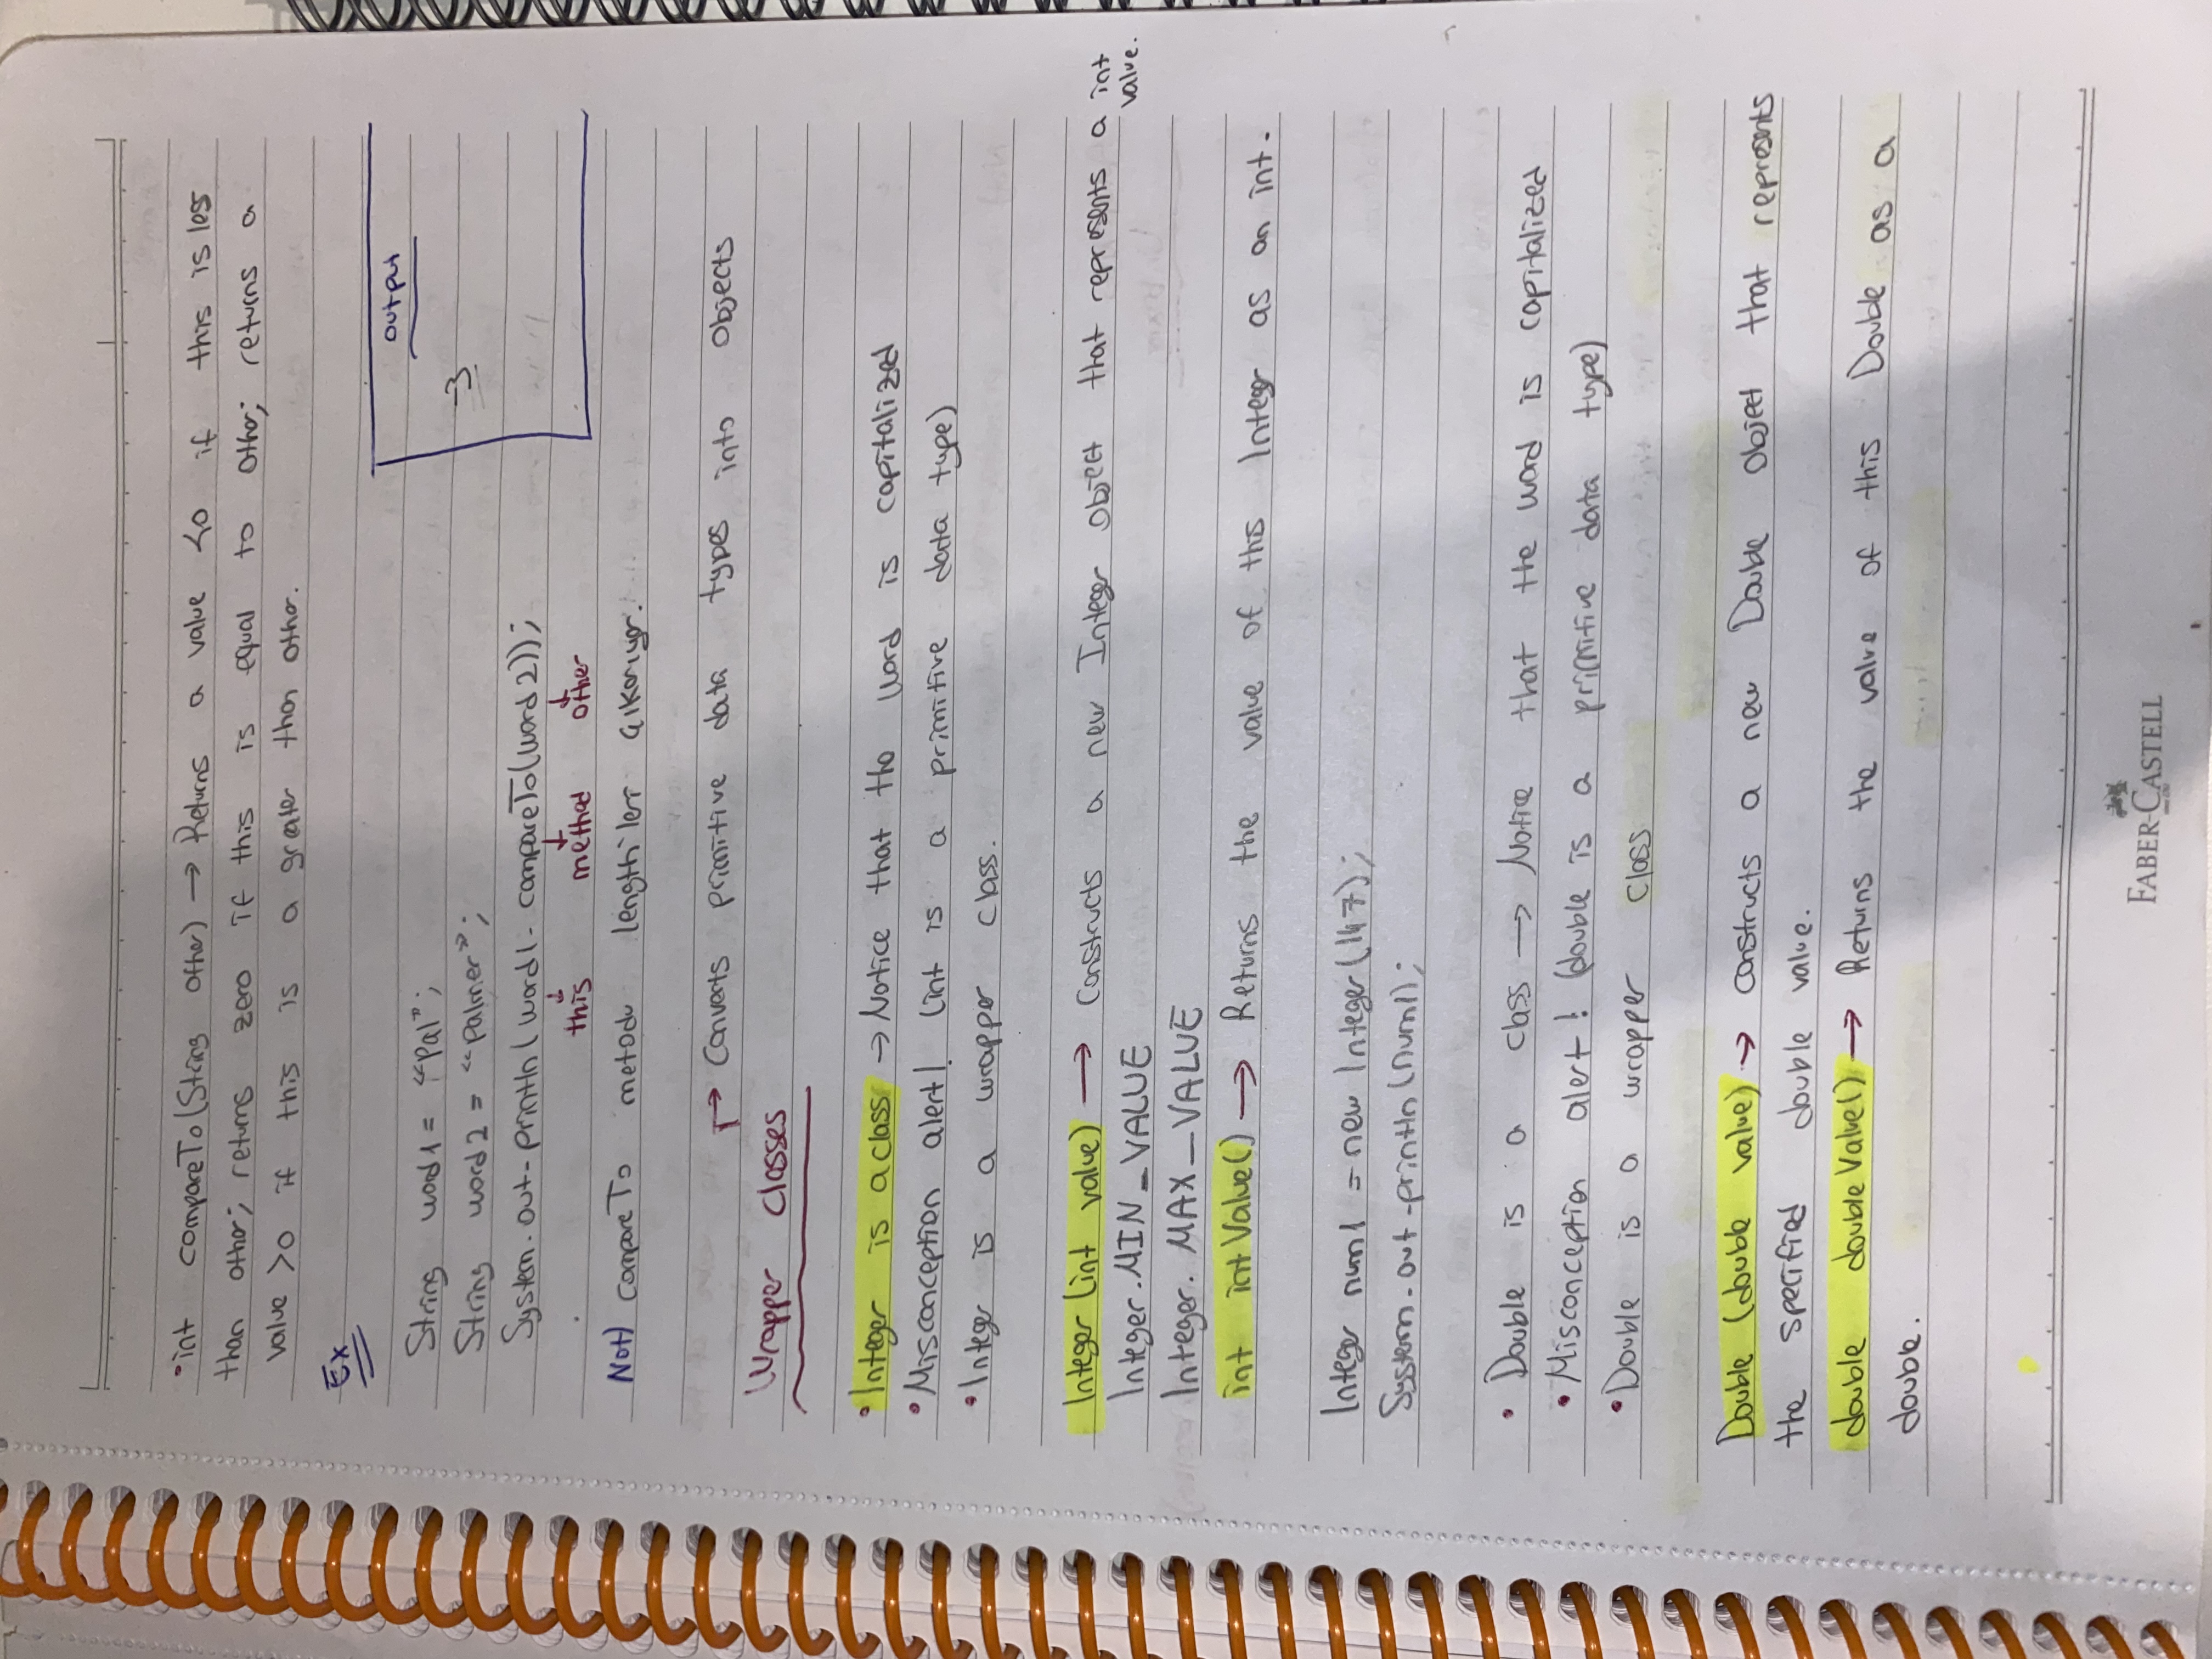 •int compareTo(String other) → Returns a value <0 if this is less
than other; returns zero if this is equal to other; returns a
value >0 if this is a greater than other.
Ex
output
String word1 = "Pal";
String word2 = "Palmer";
-3
System.out.println(word1.compareTo(word2));
this method other
Not) compareTo metodu length'leri çıkarıyor.
→ Converts primitive data types into objects
Wrapper Classes
•Integer is a class → Notice that the word is capitalized
•Misconception alert! (int is a primitive data type)
•Integer is a wrapper class.
Integer (int value) → Constructs a new Integer object that represents a int
value.
Integer.MIN_VALUE
Integer.MAX_VALUE
int intValue() → Returns the value of this Integer as an int.
Integer num1 = new Integer(147);
System.out.println(num1);
• Double is a class → Notice that the word is capitalized
• Misconception alert! (double is a primitive data type)
•Double is a wrapper class
Double (double value) → constructs a new Double object that represents
the specified double value.
double doubleValue() → Returns the value of this Double as a
double.
FABER-CASTELL